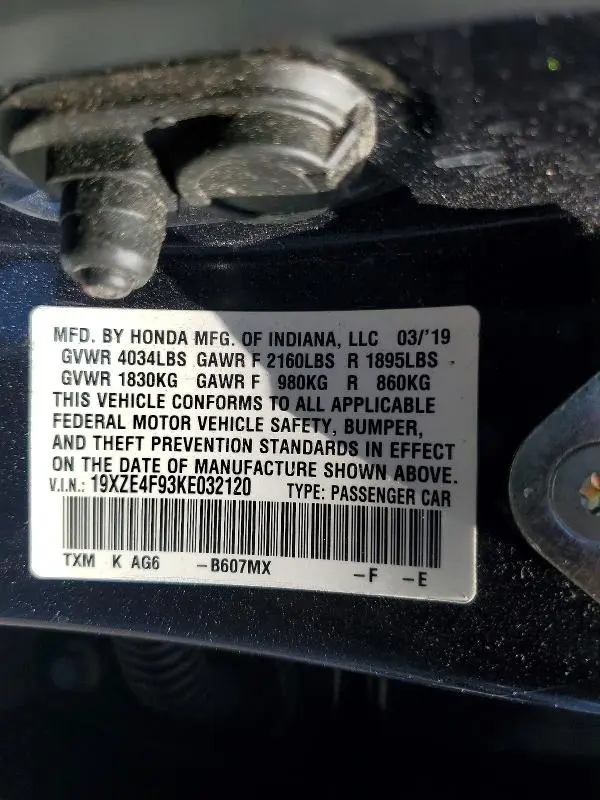 MFD. BY HONDA MFG. OF INDIANA, LLC 03/'19
GVWR 4034LBS GAWR F 2160LBS R 1895LBS
GVWR 1830KG GAWR F 980KG R 860KG
THIS VEHICLE CONFORMS TO ALL APPLICABLE
FEDERAL MOTOR VEHICLE SAFETY, BUMPER,
AND THEFT PREVENTION STANDARDS IN EFFECT
ON THE DATE OF MANUFACTURE SHOWN ABOVE.
V.I.N.: 19XZE4F93KE032120 TYPE: PASSENGER CAR
TXM K AG6 -B607MX -F -E